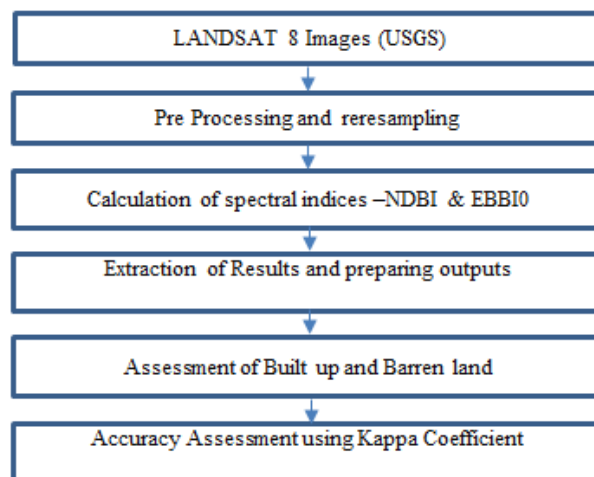 LANDSAT 8 Images (USGS)
Pre Processing and reresampling
Calculation of spectral indices –NDBI & EBBI0
Extraction of Results and preparing outputs
Assessment of Built up and Barren land
Accuracy Assessment using Kappa Coefficient